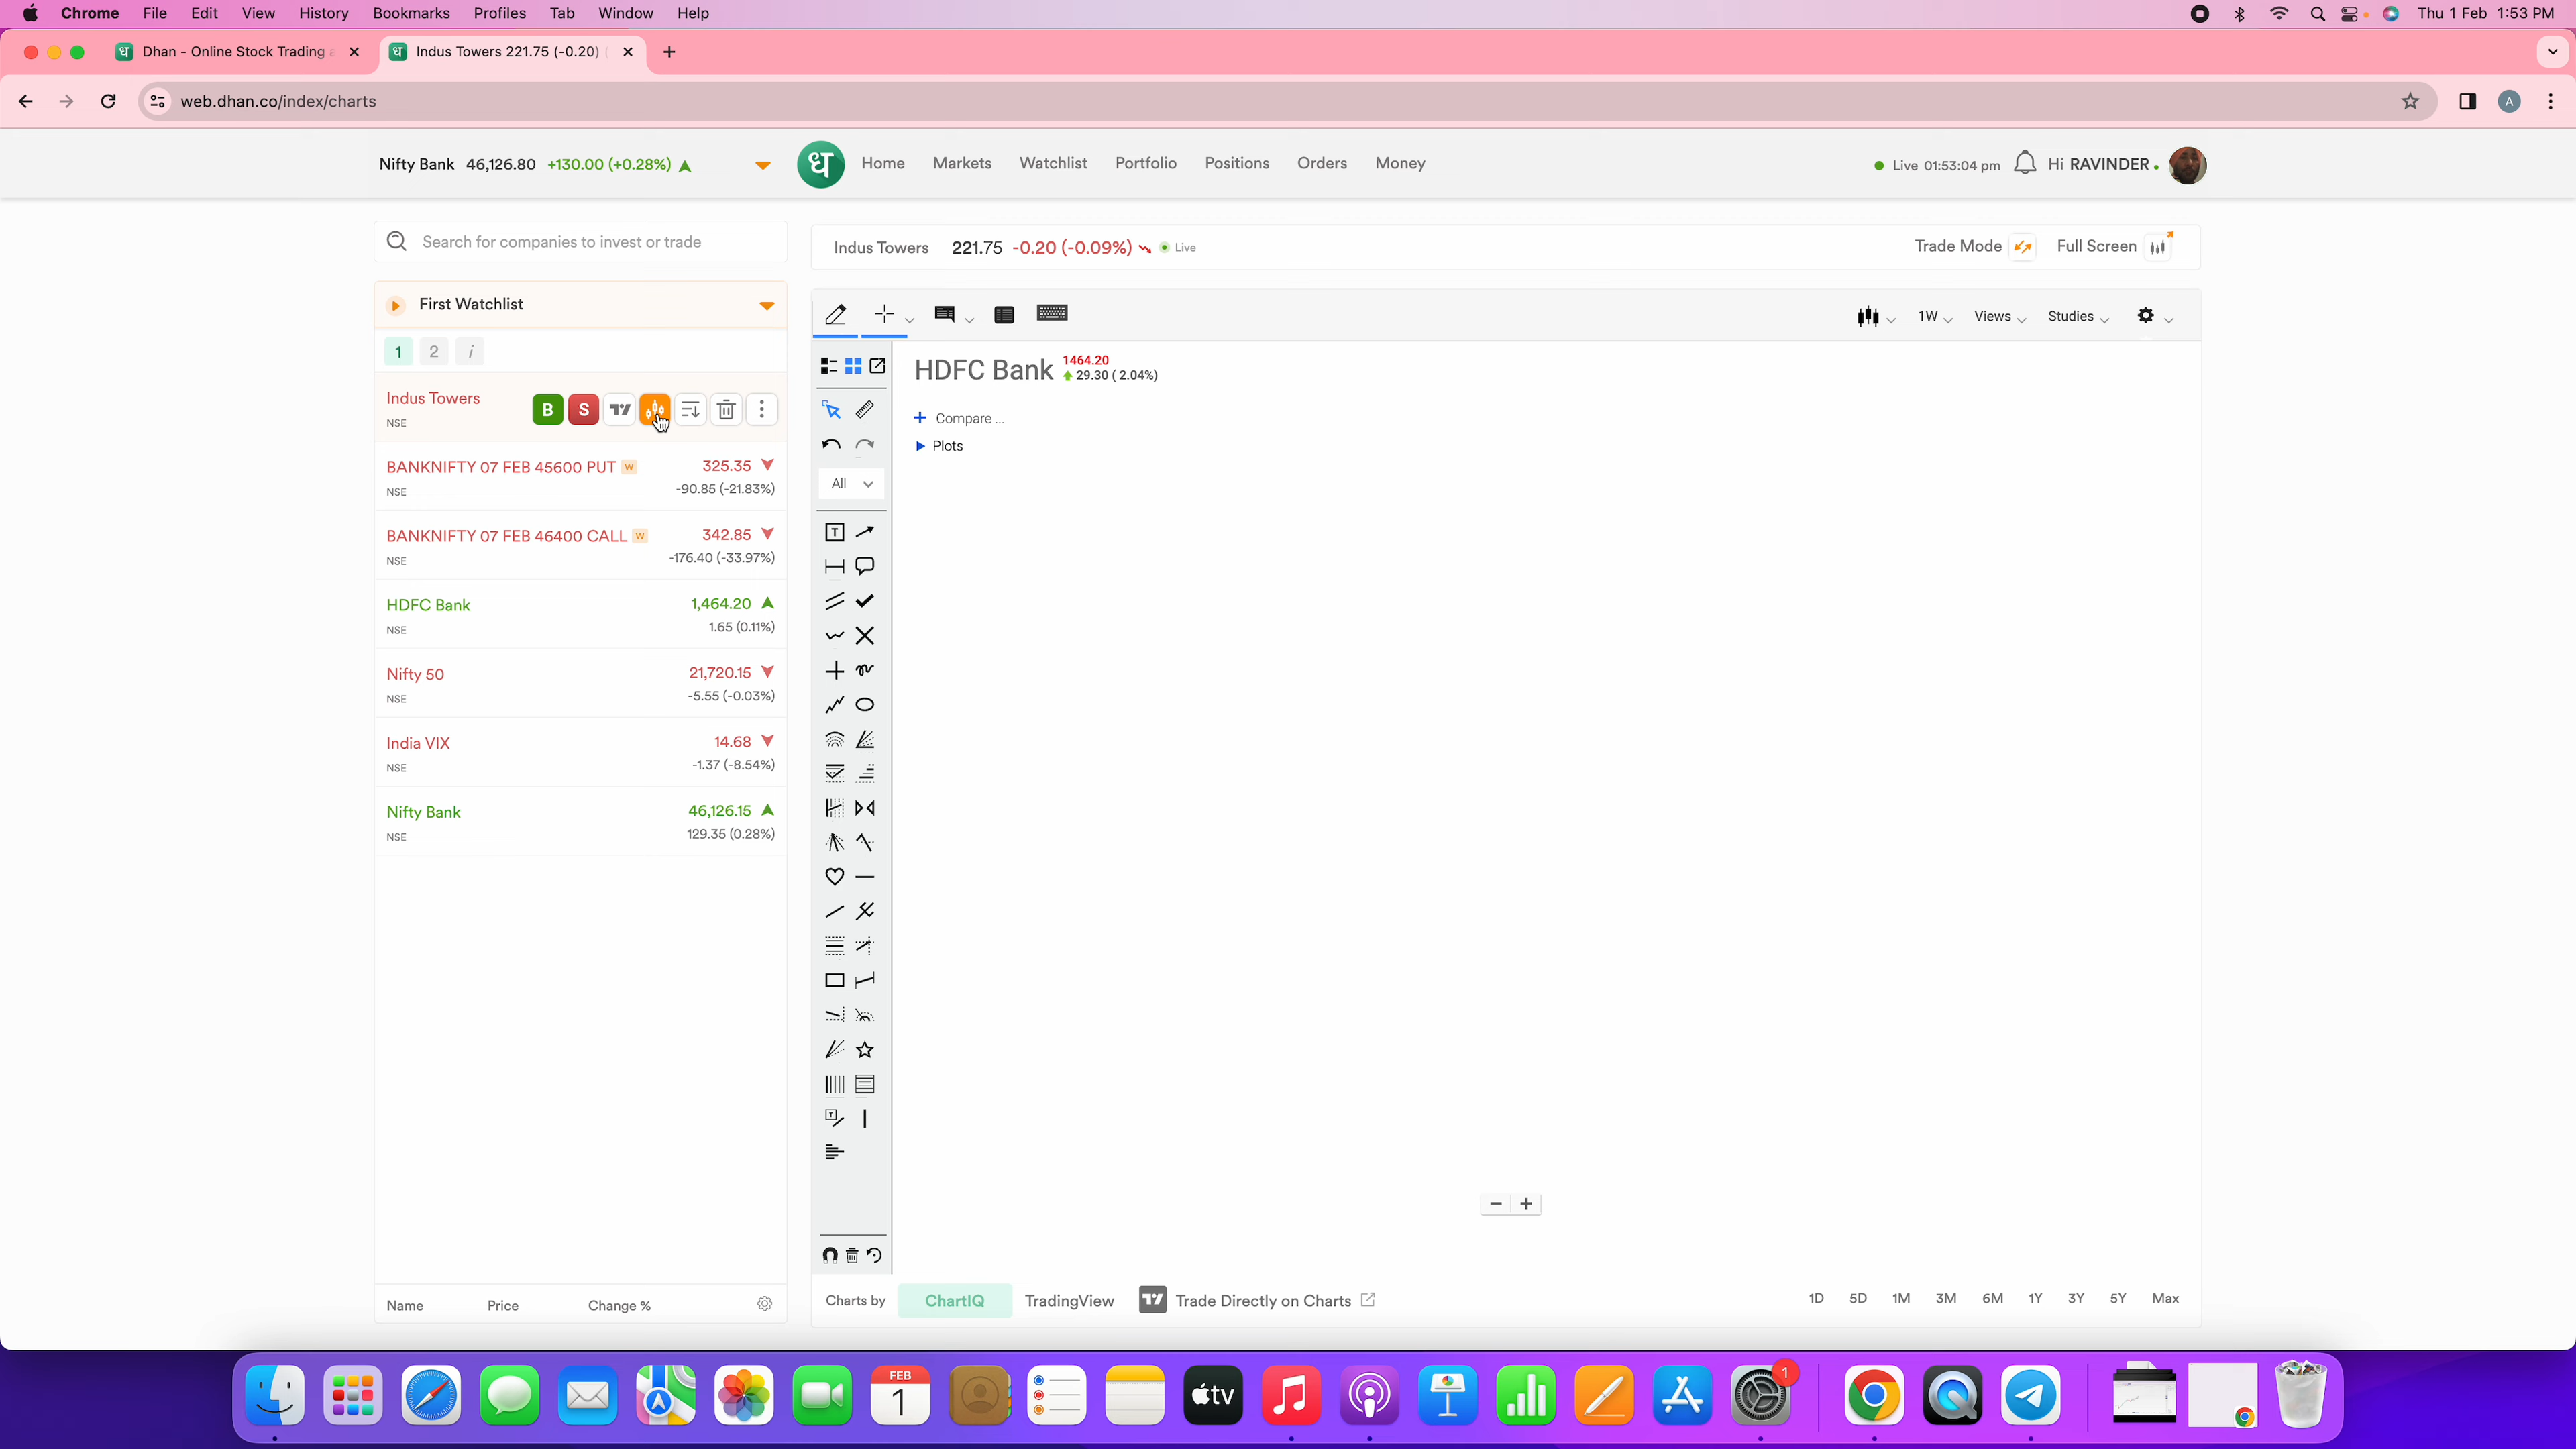 Chrome File Edit View History Bookmarks Profiles Tab Window Help Thu 1 Feb 1:53 PM
Dhan - Online Stock Trading a Indus Towers 221.75 (-0.20) (
web.dhan.co/index/charts A
Nifty Bank 46,126.80 +130.00 (+0.28%) ध Home Markets Watchlist Portfolio Positions Orders Money Live 01:53:04 pm Hi RAVINDER
Search for companies to invest or trade
Indus Towers 221.75 -0.20 (-0.09%) Live Trade Mode Full Screen
First Watchlist
1W Views Studies
1 2 i
HDFC Bank 1464.20
29.30 ( 2.04%)
Indus Towers B S
NSE
+ Compare ...
Plots
BANKNIFTY 07 FEB 45600 PUT W 325.35
NSE -90.85 (-21.83%)
All
BANKNIFTY 07 FEB 46400 CALL W 342.85
NSE -176.40 (-33.97%)
T
HDFC Bank 1,464.20
NSE 1.65 (0.11%)
Nifty 50 21,720.15
NSE -5.55 (-0.03%)
India VIX 14.68
NSE -1.37 (-8.54%)
Nifty Bank 46,126.15
NSE 129.35 (0.28%)
T
− +
Name Price Change %
Charts by ChartIQ TradingView Trade Directly on Charts 1D 5D 1M 3M 6M 1Y 3Y 5Y Max
FEB
1
tv
1